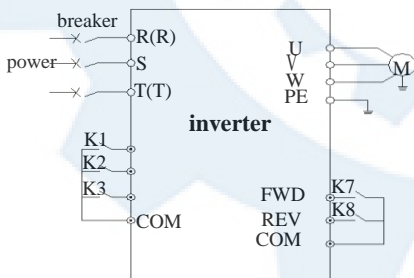 breaker
R(R)
power
S
T(T)
U
V
W
PE
M
inverter
K1
K2
K3
COM
FWD
K7
REV
K8
COM